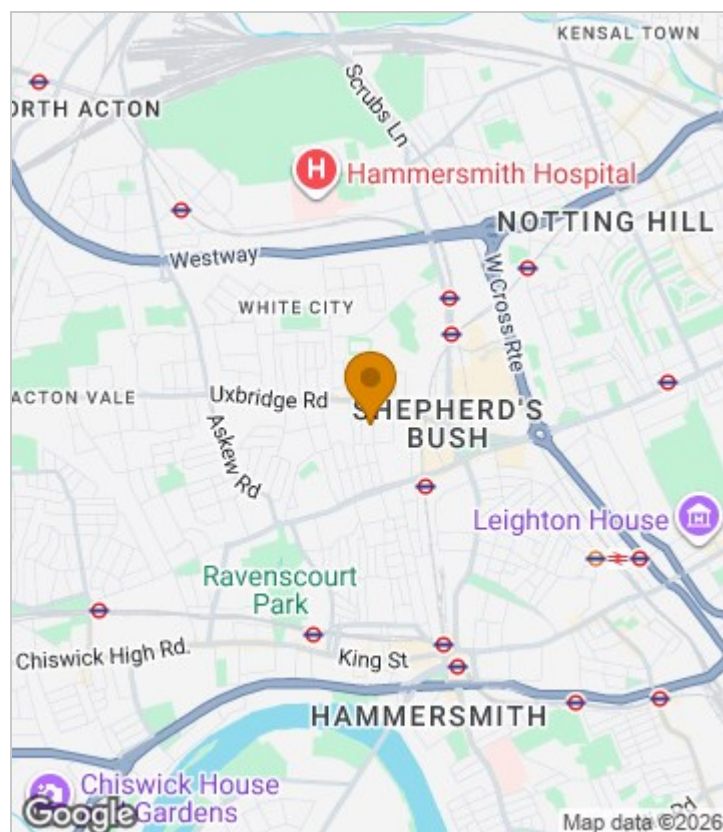 KENSAL TOWN
Scrubs Ln
ORTH ACTON
H
Hammersmith Hospital
NOTTING HILL
Westway
W Cross Rte
WHITE CITY
ACTON VALE
Uxbridge Rd
SHEPHERD'S
BUSH
Askew Rd
Leighton House
Ravenscourt
Park
Chiswick High Rd.
King St
HAMMERSMITH
Chiswick House
Gardens
Google
Map data ©2026